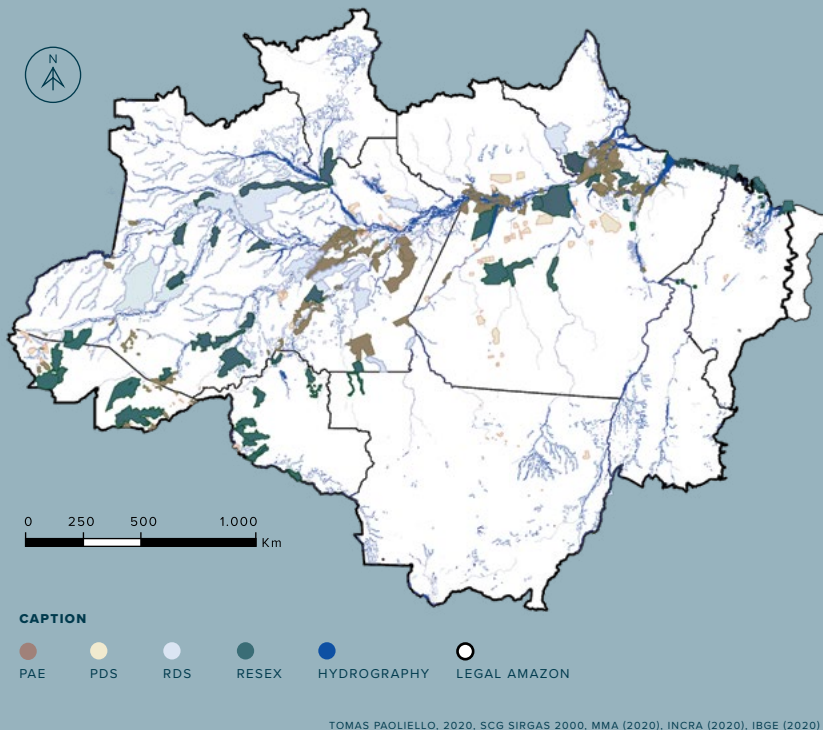 N
0 250 500 1.000
Km
CAPTION
PAE PDS RDS RESEX HYDROGRAPHY LEGAL AMAZON
TOMAS PAOLIELLO, 2020, SCG SIRGAS 2000, MMA (2020), INCRA (2020), IBGE (2020)